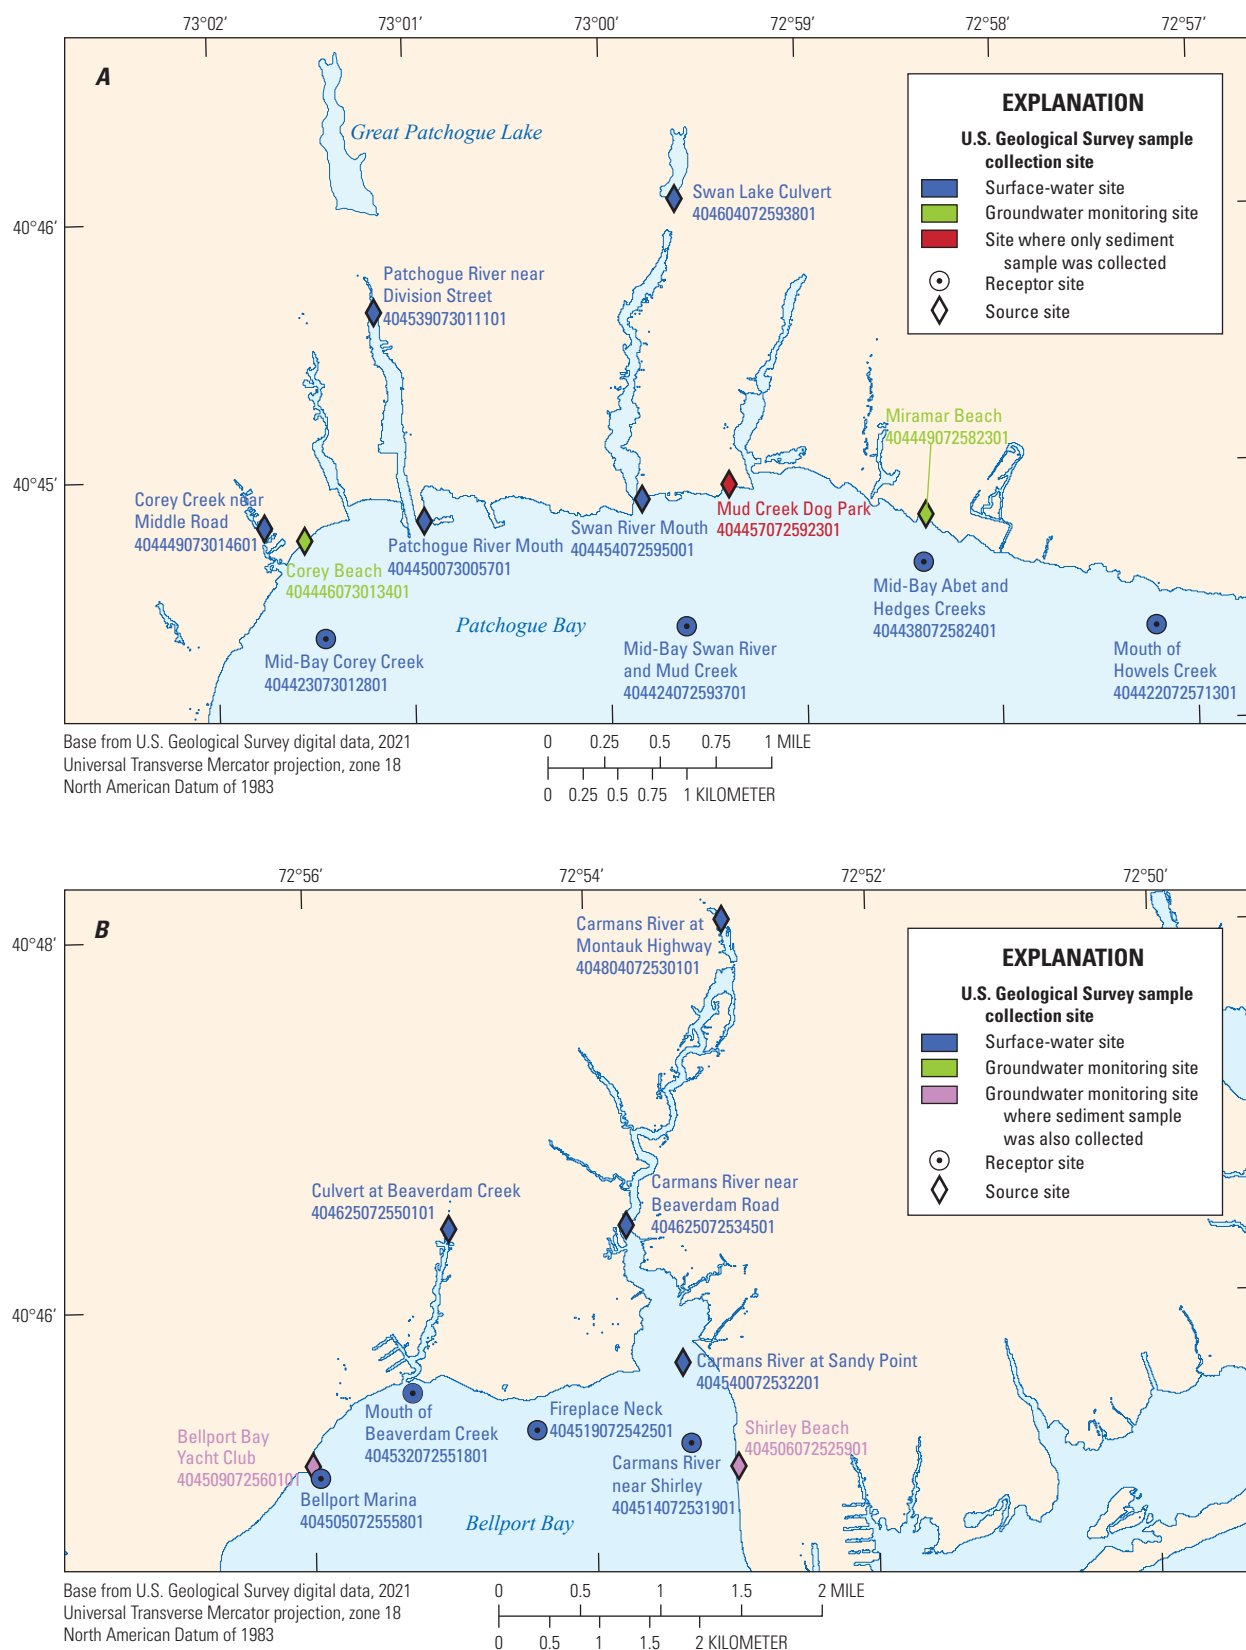 73°02′
73°01′
73°00′
72°59′
72°58′
72°57′
A
Great Patchogue Lake
EXPLANATION
U.S. Geological Survey sample
collection site
Surface-water site
Groundwater monitoring site
Site where only sediment
sample was collected
Receptor site
Source site
40°46′
Swan Lake Culvert
404604072593801
Patchogue River near
Division Street
404539073011101
Miramar Beach
404449072582301
40°45′
Corey Creek near
Middle Road
404449073014601
Corey Beach
404446073013401
Patchogue River Mouth
404450073005701
Swan River Mouth
404454072595001
Mud Creek Dog Park
404457072592301
Mid-Bay Abet and
Hedges Creeks
404438072582401
Patchogue Bay
Mid-Bay Corey Creek
404423073012801
Mid-Bay Swan River
and Mud Creek
404424072593701
Mouth of
Howels Creek
404422072571301
Base from U.S. Geological Survey digital data, 2021
Universal Transverse Mercator projection, zone 18
North American Datum of 1983
0 0.25 0.5 0.75 1 MILE
0 0.25 0.5 0.75 1 KILOMETER
72°56′
72°54′
72°52′
72°50′
B
40°48′
Carmans River at
Montauk Highway
404804072530101
EXPLANATION
U.S. Geological Survey sample
collection site
Surface-water site
Groundwater monitoring site
Groundwater monitoring site
where sediment sample
was also collected
Receptor site
Source site
Culvert at Beaverdam Creek
404625072550101
Carmans River near
Beaverdam Road
404625072534501
40°46′
Carmans River at Sandy Point
404540072532201
Mouth of
Beaverdam Creek
404532072551801
Fireplace Neck
404519072542501
Shirley Beach
404506072525901
Bellport Bay
Yacht Club
404509072560101
Carmans River
near Shirley
404514072531901
Bellport Marina
404505072555801
Bellport Bay
Base from U.S. Geological Survey digital data, 2021
Universal Transverse Mercator projection, zone 18
North American Datum of 1983
0 0.5 1 1.5 2 MILE
0 0.5 1 1.5 2 KILOMETER